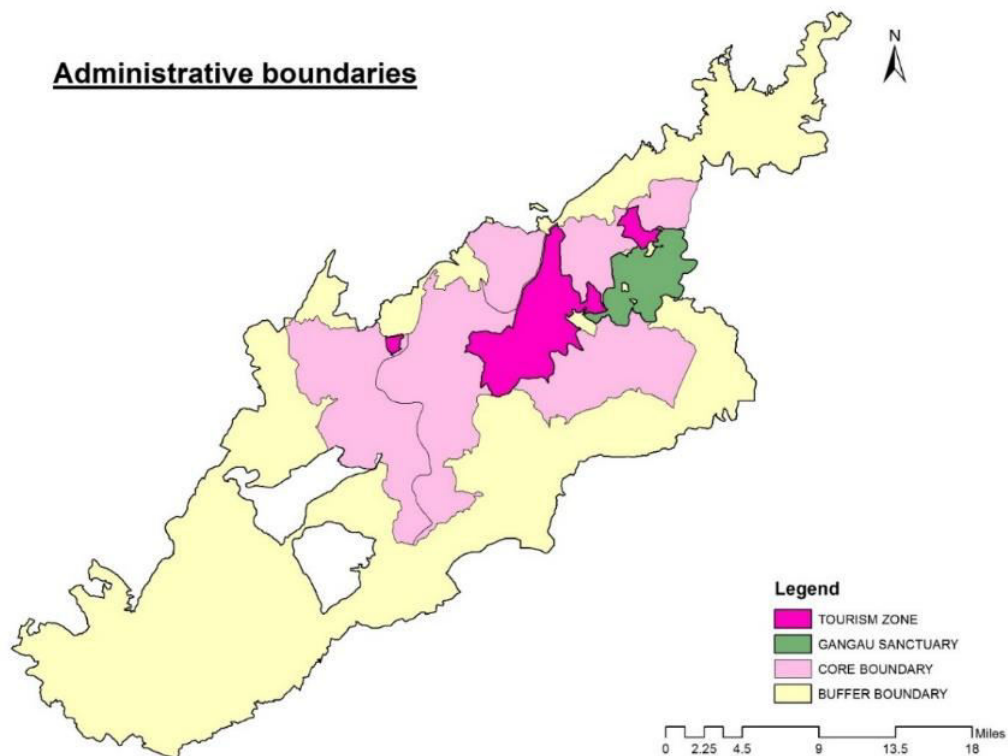 Administrative boundaries
N
Legend
TOURISM ZONE
GANGAU SANCTUARY
CORE BOUNDARY
BUFFER BOUNDARY
Miles
0 2.25 4.5 9 13.5 18